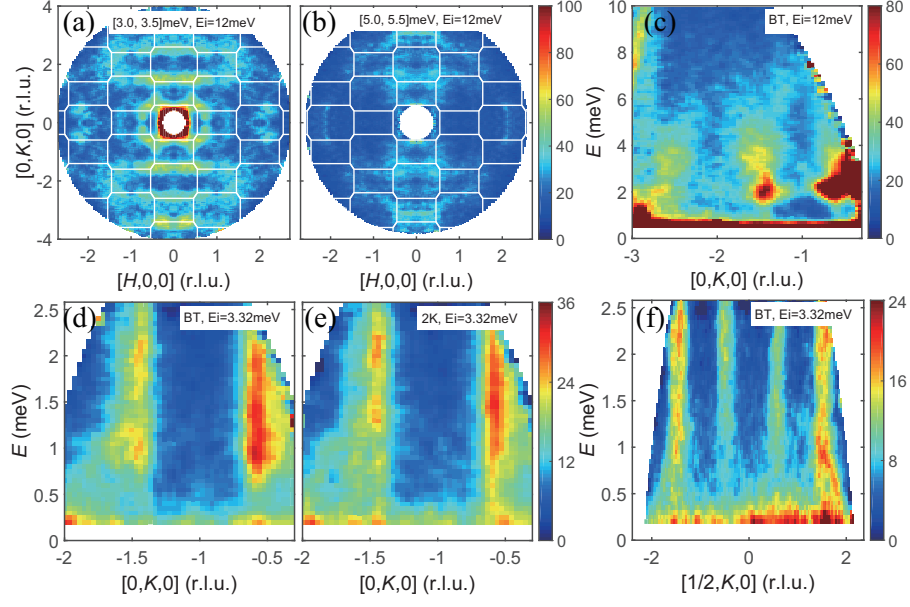 (a)
[3.0, 3.5]meV, Ei=12meV
(b)
[5.0, 5.5]meV, Ei=12meV
100
80
60
40
20
0
(c)
BT, Ei=12meV
80
60
40
20
0
[0,K,0] (r.l.u.)
4
2
0
-2
-4
-2 -1 0 1 2
[H,0,0] (r.l.u.)
-2 -1 0 1 2
[H,0,0] (r.l.u.)
E (meV)
10
8
6
4
2
0
-3 -2 -1
[0,K,0] (r.l.u.)
(d)
BT, Ei=3.32meV
(e)
2K, Ei=3.32meV
36
24
12
0
(f)
BT, Ei=3.32meV
24
16
8
0
E (meV)
2.5
2
1.5
1
0.5
0
-2 -1.5 -1 -0.5
[0,K,0] (r.l.u.)
-2 -1.5 -1 -0.5
[0,K,0] (r.l.u.)
E (meV)
2.5
2
1.5
1
0.5
0
-2 0 2
[1/2,K,0] (r.l.u.)